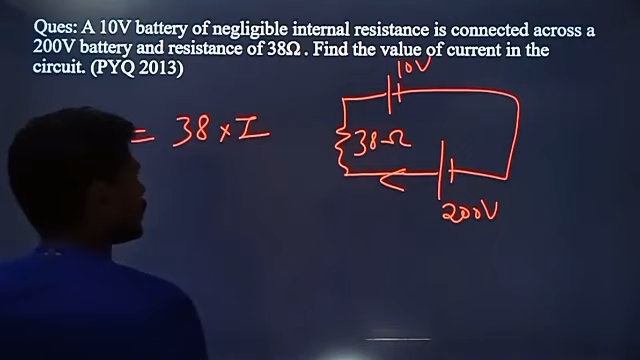 Ques: A 10V battery of negligible internal resistance is connected across a
200V battery and resistance of 38Ω . Find the value of current in the
circuit. (PYQ 2013)
10V
= 38 × I
38Ω
200V